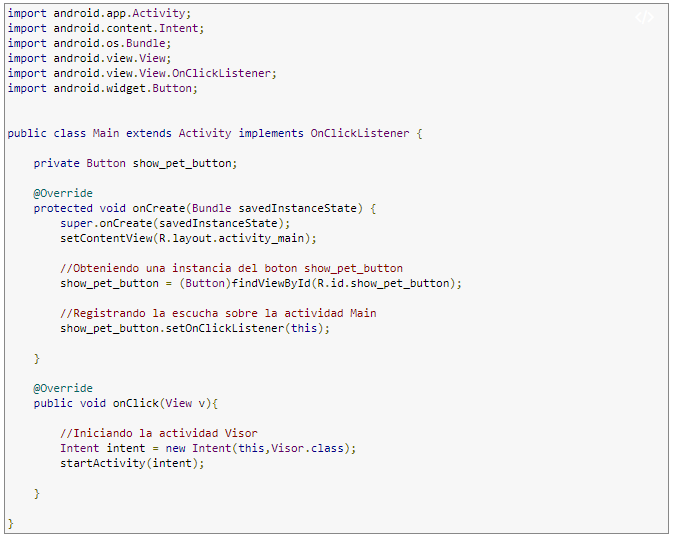 import android.app.Activity;
import android.content.Intent;
import android.os.Bundle;
import android.view.View;
import android.view.View.OnClickListener;
import android.widget.Button;
public class Main extends Activity implements OnClickListener {
private Button show_pet_button;
@Override
protected void onCreate(Bundle savedInstanceState) {
super.onCreate(savedInstanceState);
setContentView(R.layout.activity_main);
//Obteniendo una instancia del boton show_pet_button
show_pet_button = (Button)findViewById(R.id.show_pet_button);
//Registrando la escucha sobre la actividad Main
show_pet_button.setOnClickListener(this);
}
@Override
public void onClick(View v){
//Iniciando la actividad Visor
Intent intent = new Intent(this,Visor.class);
startActivity(intent);
}
}